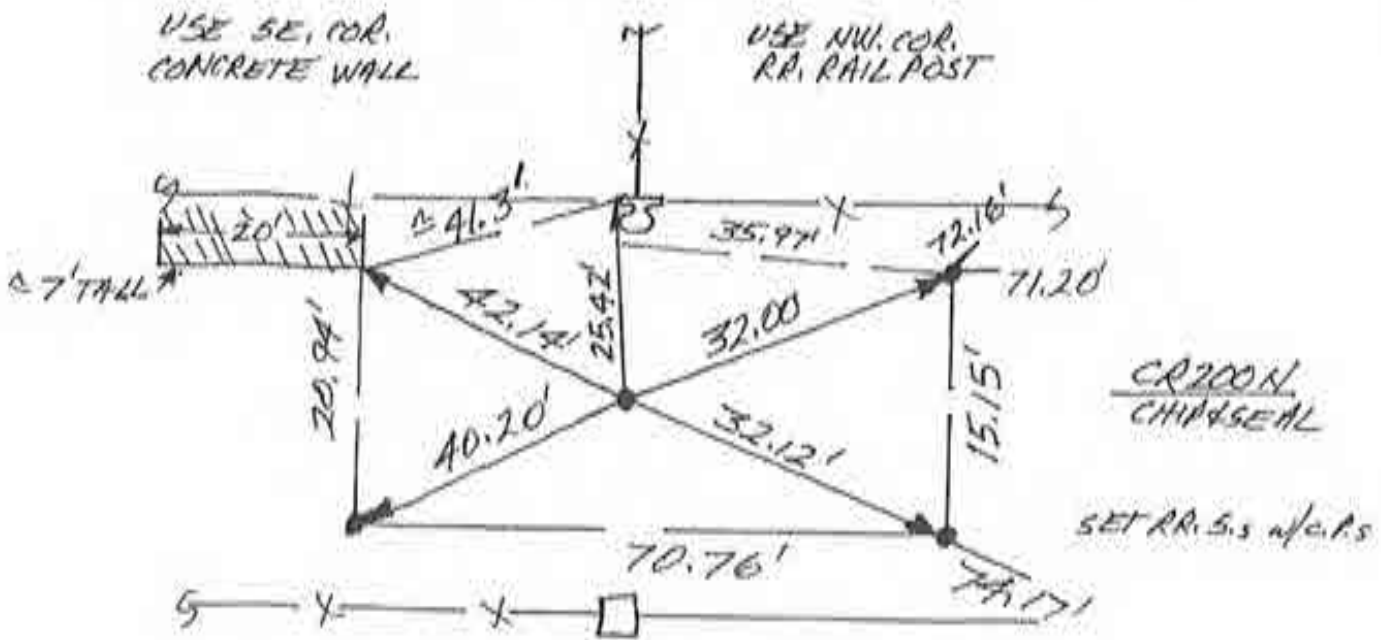 USE SE. COR.
CONCRETE WALL
USE NW. COR.
RR. RAIL POST
20'
≈ 41.3'
≈ 7' TALL
42.14'
25.42'
32.00'
72.16'
71.20'
20.94'
40.20'
32.12'
15.15'
CR200N
CHIP & SEAL
70.76'
74.17'
SET RR. S.s w/C.P.s